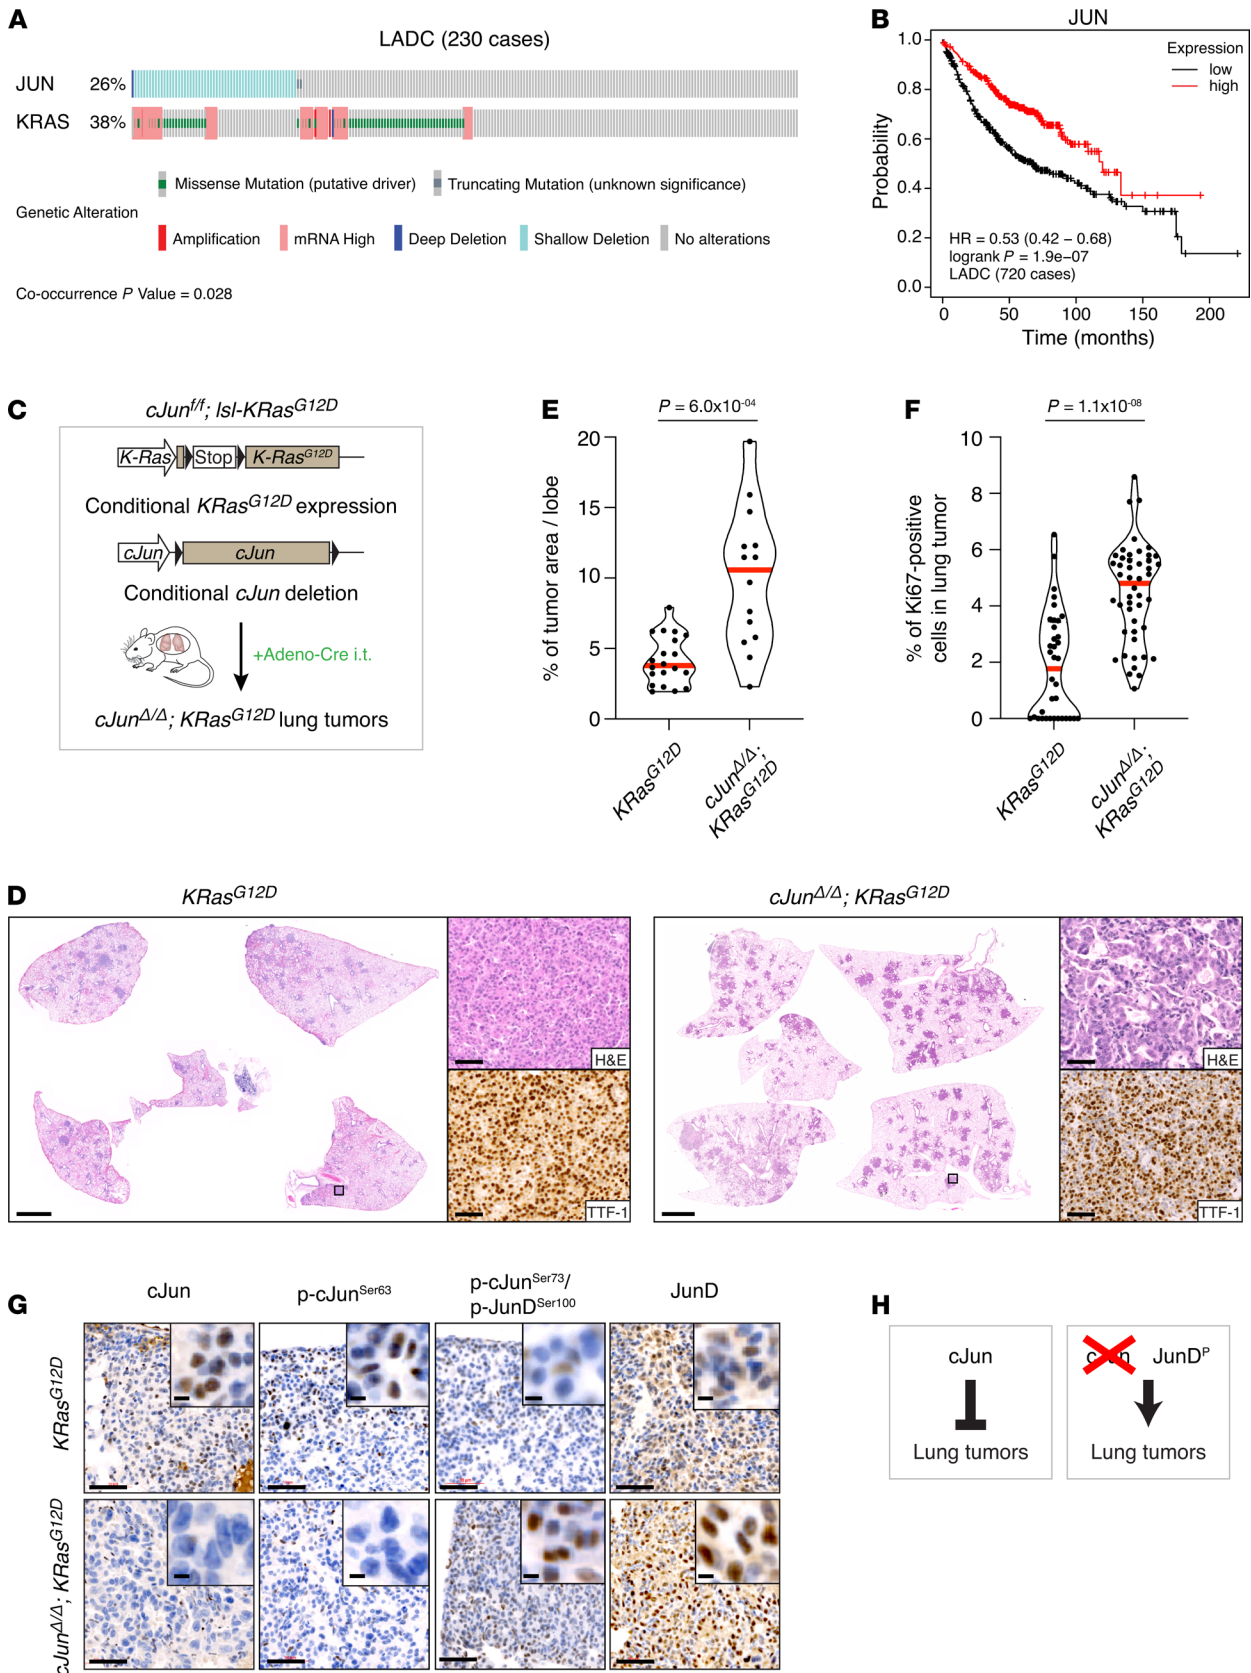 A
LADC (230 cases)
JUN 26%
KRAS 38%
Missense Mutation (putative driver)
Truncating Mutation (unknown significance)
Genetic Alteration
Amplification
mRNA High
Deep Deletion
Shallow Deletion
No alterations
Co-occurrence P Value = 0.028
B
JUN
Expression
low
high
Probability
1.0
0.8
0.6
0.4
0.2
0.0
HR = 0.53 (0.42 − 0.68)
logrank P = 1.9e−07
LADC (720 cases)
0 50 100 150 200
Time (months)
C
cJunf/f; lsl-KRasG12D
K-Ras Stop K-RasG12D
Conditional KRasG12D expression
cJun cJun
Conditional cJun deletion
+Adeno-Cre i.t.
cJunΔ/Δ; KRasG12D lung tumors
E
P = 6.0x10-04
% of tumor area / lobe
20
15
10
5
0
KRasG12D
cJunΔ/Δ;
KRasG12D
F
P = 1.1x10-08
% of Ki67-positive
cells in lung tumor
10
8
6
4
2
0
KRasG12D
cJunΔ/Δ;
KRasG12D
D
KRasG12D
H&E
TTF-1
cJunΔ/Δ; KRasG12D
H&E
TTF-1
G
cJun
p-cJunSer63
p-cJunSer73/
p-JunDSer100
JunD
KRasG12D
cJunΔ/Δ; KRasG12D
H
cJun
Lung tumors
cJun JunDP
Lung tumors